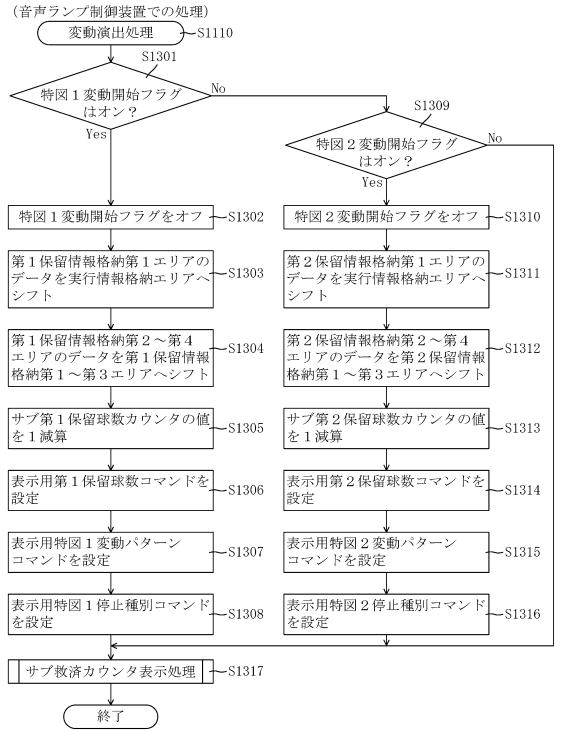 （音声ランプ制御装置での処理）
変動演出処理
S1110
S1301
特図１変動開始フラグ
はオン？
No
Yes
S1309
特図２変動開始フラグ
はオン？
No
Yes
特図１変動開始フラグをオフ
S1302
第１保留情報格納第１エリアの
データを実行情報格納エリアへ
シフト
S1303
第１保留情報格納第２～第４
エリアのデータを第１保留情報
格納第１～第３エリアへシフト
S1304
サブ第１保留球数カウンタの値
を１減算
S1305
表示用第１保留球数コマンドを
設定
S1306
表示用特図１変動パターン
コマンドを設定
S1307
表示用特図１停止種別コマンド
を設定
S1308
特図２変動開始フラグをオフ
S1310
第２保留情報格納第１エリアの
データを実行情報格納エリアへ
シフト
S1311
第２保留情報格納第２～第４
エリアのデータを第２保留情報
格納第１～第３エリアへシフト
S1312
サブ第２保留球数カウンタの値
を１減算
S1313
表示用第２保留球数コマンドを
設定
S1314
表示用特図２変動パターン
コマンドを設定
S1315
表示用特図２停止種別コマンド
を設定
S1316
サブ救済カウンタ表示処理
S1317
終了